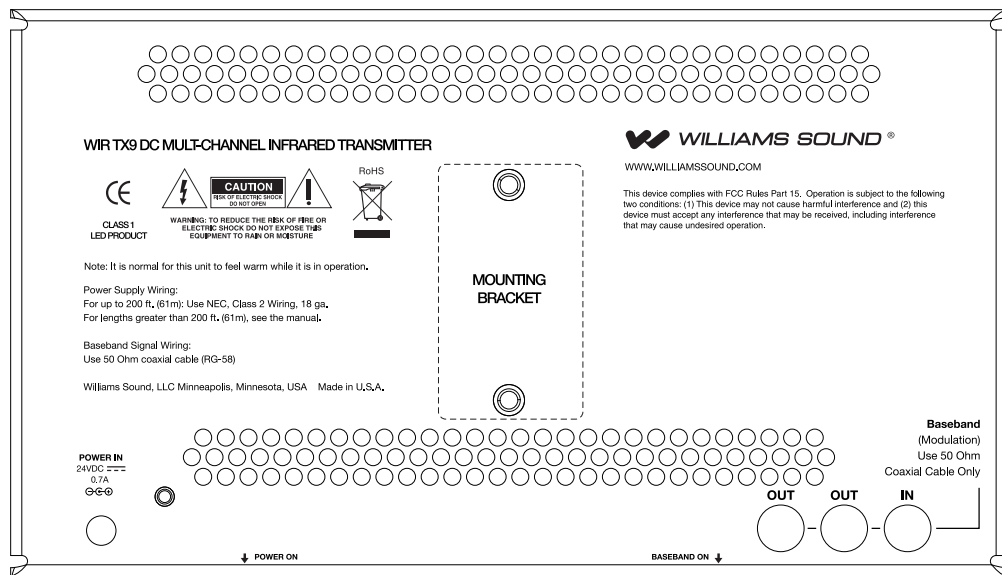 WIR TX9 DC MULT-CHANNEL INFRARED TRANSMITTER
CE
CLASS 1
LED PRODUCT
CAUTION
RISK OF ELECTRIC SHOCK
DO NOT OPEN
WARNING: TO REDUCE THE RISK OF FIRE OR
ELECTRIC SHOCK DO NOT EXPOSE THIS
EQUIPMENT TO RAIN OR MOISTURE
RoHS
Note: It is normal for this unit to feel warm while it is in operation.
Power Supply Wiring:
For up to 200 ft. (61m): Use NEC, Class 2 Wiring, 18 ga.
For lengths greater than 200 ft. (61m), see the manual.
Baseband Signal Wiring:
Use 50 Ohm coaxial cable (RG-58)
Williams Sound, LLC Minneapolis, Minnesota, USA Made in U.S.A.
MOUNTING
BRACKET
WILLIAMS SOUND ®
WWW.WILLIAMSSOUND.COM
This device complies with FCC Rules Part 15. Operation is subject to the following
two conditions: (1) This device may not cause harmful interference and (2) this
device must accept any interference that may be received, including interference
that may cause undesired operation.
POWER IN
24VDC
0.7A
Baseband
(Modulation)
Use 50 Ohm
Coaxial Cable Only
OUT OUT IN
POWER ON
BASEBAND ON